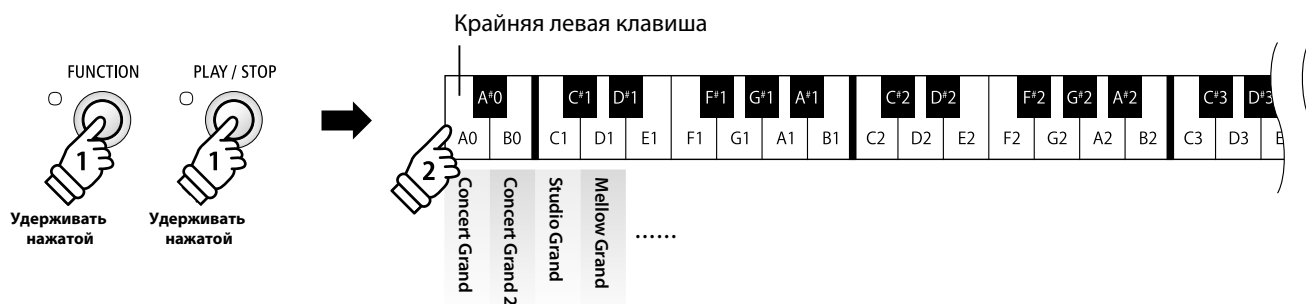 Крайняя левая клавиша
FUNCTION
PLAY / STOP
1
1
Удерживать
нажатой
Удерживать
нажатой
A#0 C#1 D#1 F#1 G#1 A#1 C#2 D#2 F#2 G#2 A#2 C#3 D#3
A0 B0 C1 D1 E1 F1 G1 A1 B1 C2 D2 E2 F2 G2 A2 B2 C3 D3
2
Concert Grand
Concert Grand 2
Studio Grand
Mellow Grand
......